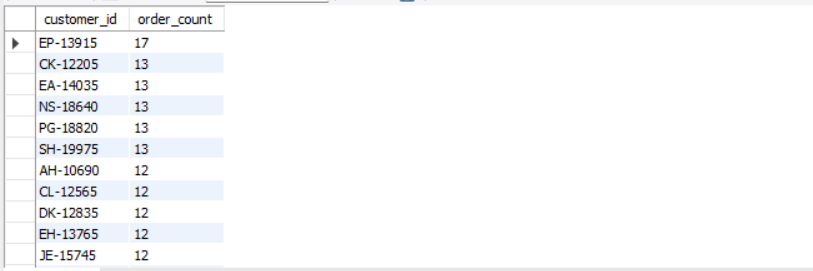 customer_id order_count
EP-13915 17
CK-12205 13
EA-14035 13
NS-18640 13
PG-18820 13
SH-19975 13
AH-10690 12
CL-12565 12
DK-12835 12
EH-13765 12
JE-15745 12